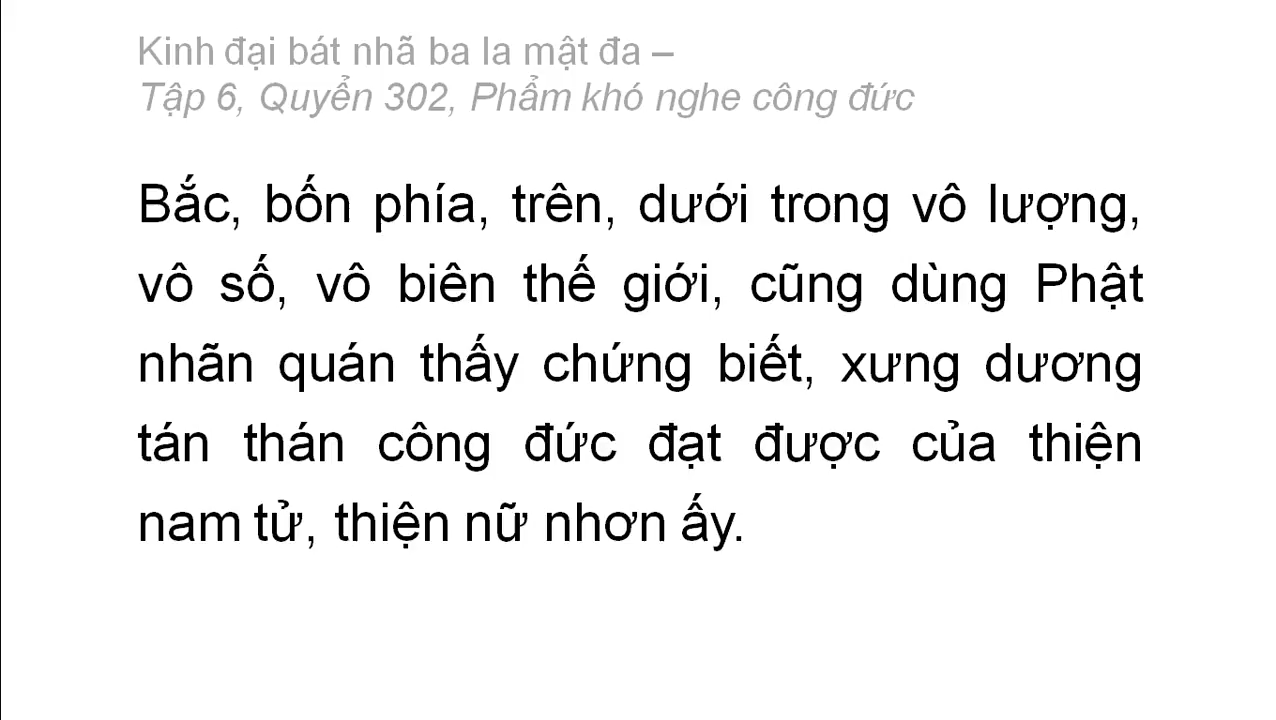 Kinh đại bát nhã ba la mật đa –
Tập 6, Quyển 302, Phẩm khó nghe công đức
Bắc, bốn phía, trên, dưới trong vô lượng,
vô số, vô biên thế giới, cũng dùng Phật
nhãn quán thấy chứng biết, xưng dương
tán thán công đức đạt được của thiện
nam tử, thiện nữ nhơn ấy.